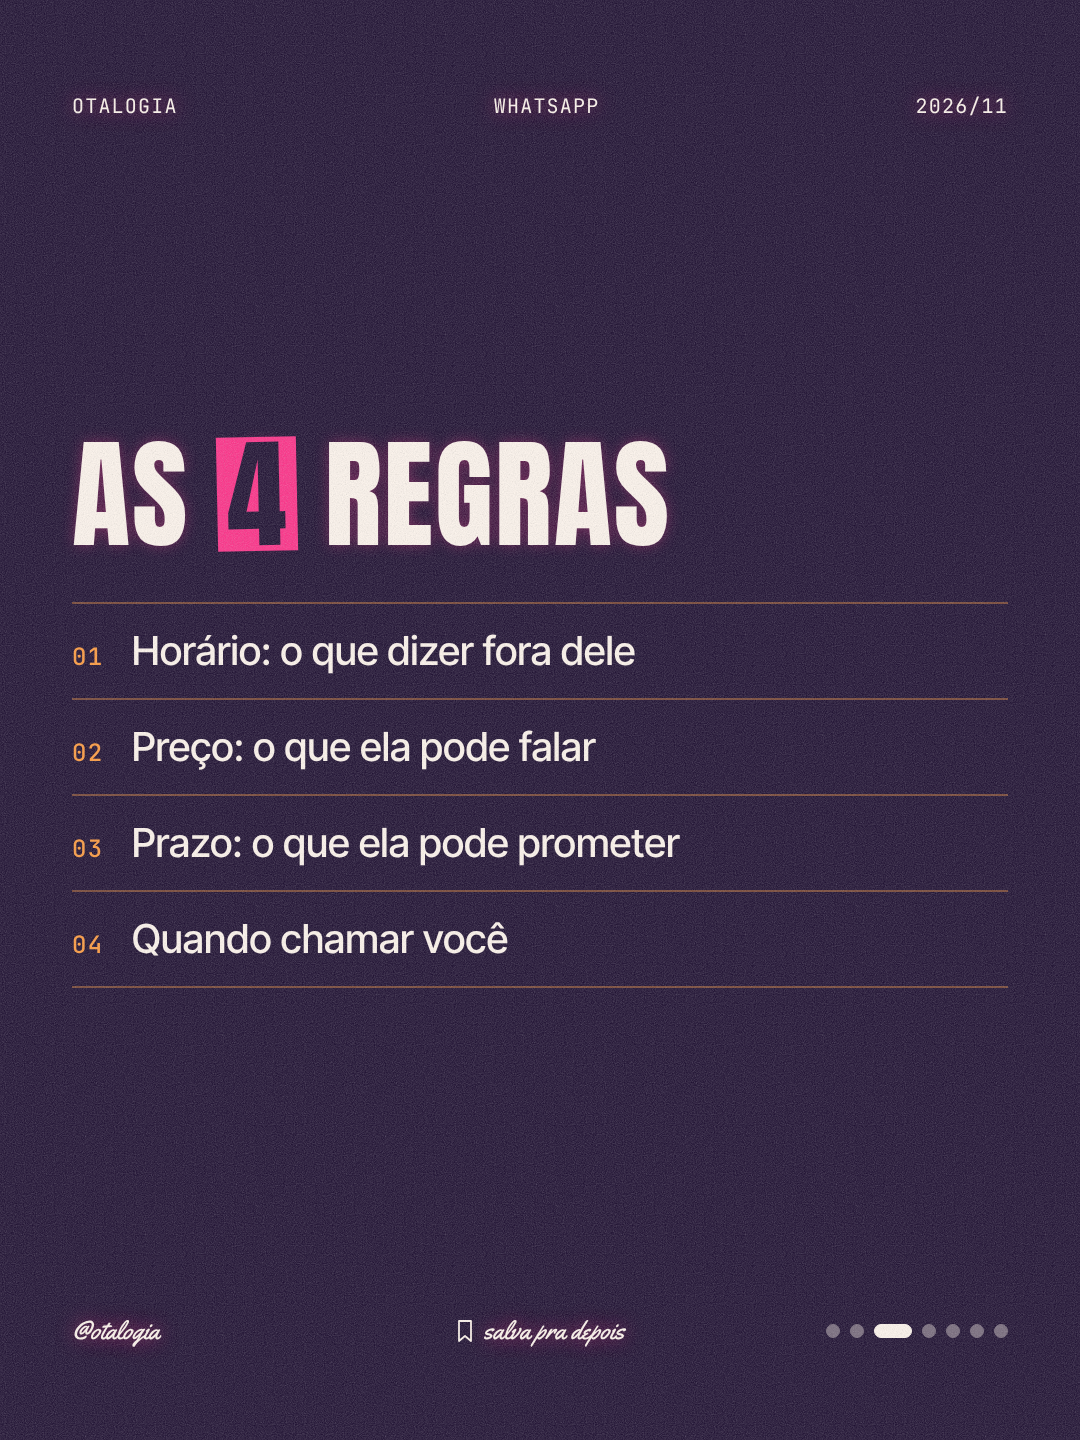 OTALOGIA WHATSAPP 2026/11
AS 4 REGRAS
01 Horário: o que dizer fora dele
02 Preço: o que ela pode falar
03 Prazo: o que ela pode prometer
04 Quando chamar você
@otalogia salva pra depois